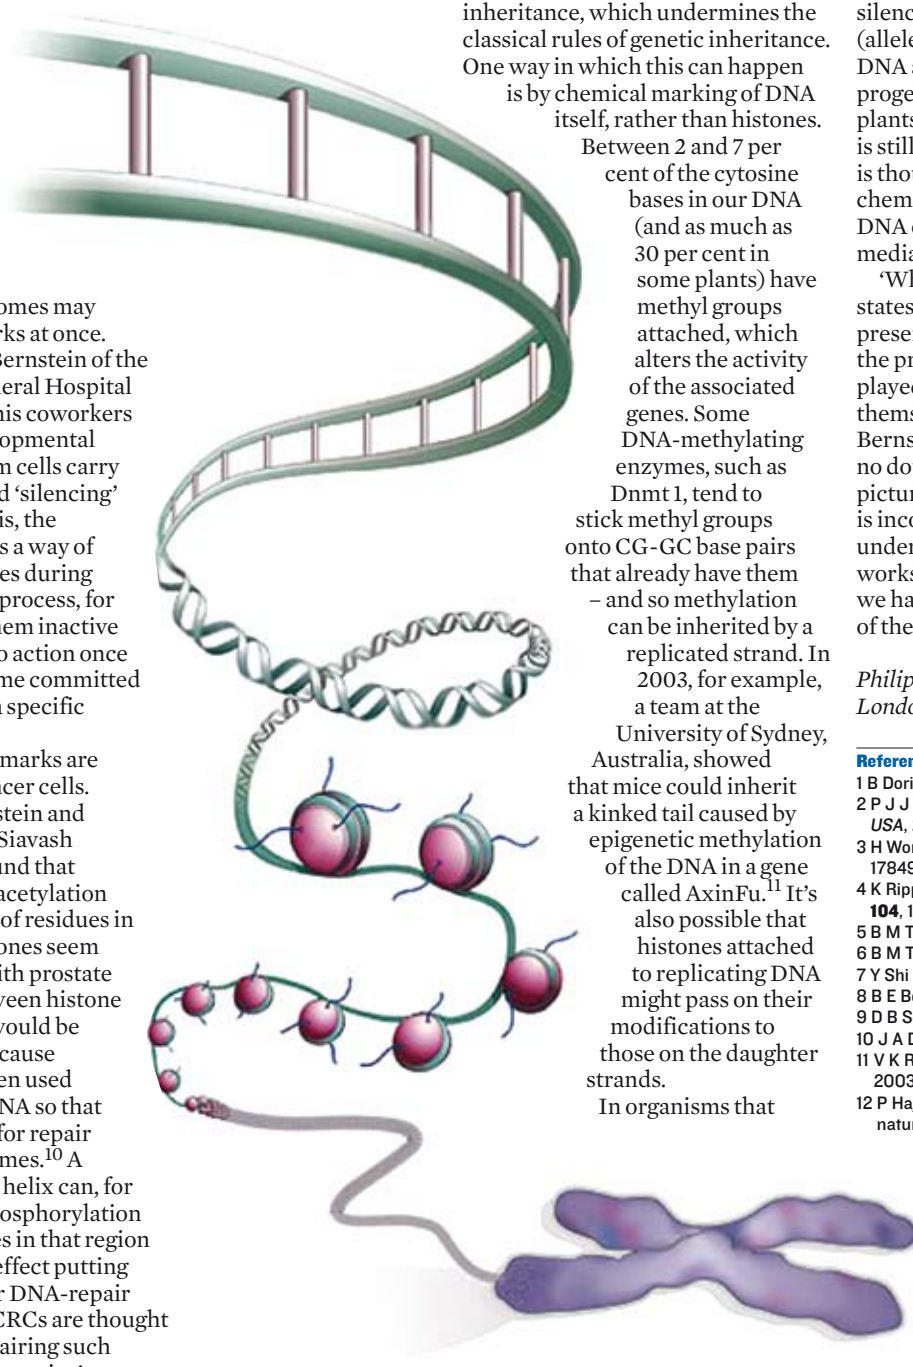 omes may
rks at once.
Bernstein of the
neral Hospital
his coworkers
lopmental
m cells carry
d ‘silencing’
is, the
s a way of
es during
process, for
hem inactive
o action once
me committed
specific
marks are
ncer cells.
stein and
Siavash
und that
acetylation
of residues in
ones seem
ith prostate
veen histone
would be
cause
en used
NA so that
for repair
mes.10 A
helix can, for
osphorylation
es in that region
effect putting
r DNA-repair
CRCs are thought
airing such
inheritance, which undermines the
classical rules of genetic inheritance.
One way in which this can happen
is by chemical marking of DNA
itself, rather than histones.
Between 2 and 7 per
cent of the cytosine
bases in our DNA
(and as much as
30 per cent in
some plants) have
methyl groups
attached, which
alters the activity
of the associated
genes. Some
DNA-methylating
enzymes, such as
Dnmt 1, tend to
stick methyl groups
onto CG-GC base pairs
that already have them
– and so methylation
can be inherited by a
replicated strand. In
2003, for example,
a team at the
University of Sydney,
Australia, showed
that mice could inherit
a kinked tail caused by
epigenetic methylation
of the DNA in a gene
called AxinFu.11 It’s
also possible that
histones attached
to replicating DNA
might pass on their
modifications to
those on the daughter
strands.
In organisms that
silenc
(allele
DNA
proge
plants
is still
is thou
chem
DNA
media
‘Wh
states
preser
the pr
played
thems
Berns
no dou
pictur
is inco
under
works
we ha
of the
Philip
Londo
Referen
1 B Dori
2 P J J
USA,
3 H Wor
17849
4 K Ripp
104, 1
5 B M T
6 B M T
7 Y Shi
8 B E Be
9 D B S
10 J A D
11 V K R
2003
12 P Haj
natur